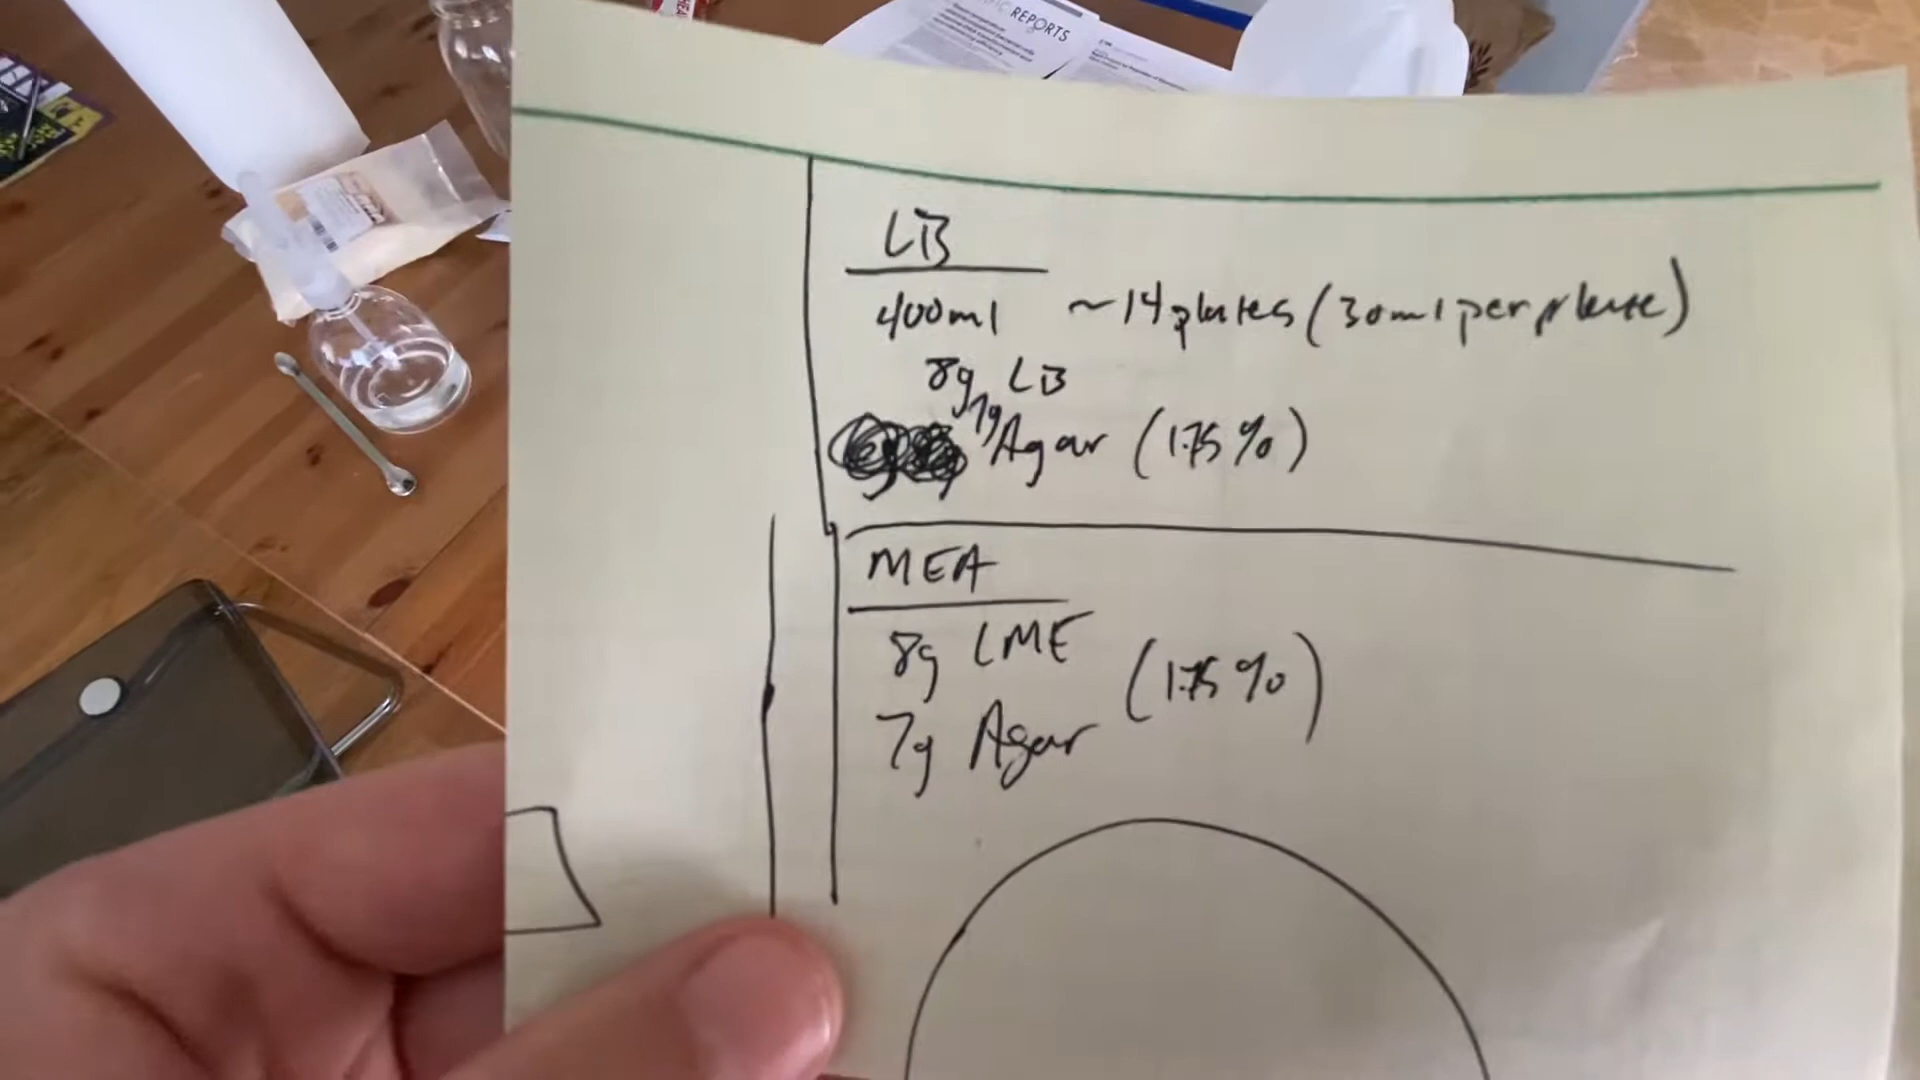 REPORTS
LB
400ml ~14 plates (30ml per plate)
8g LB
7g Agar (1.75%)
MEA
8g LME
7g Agar (1.75%)